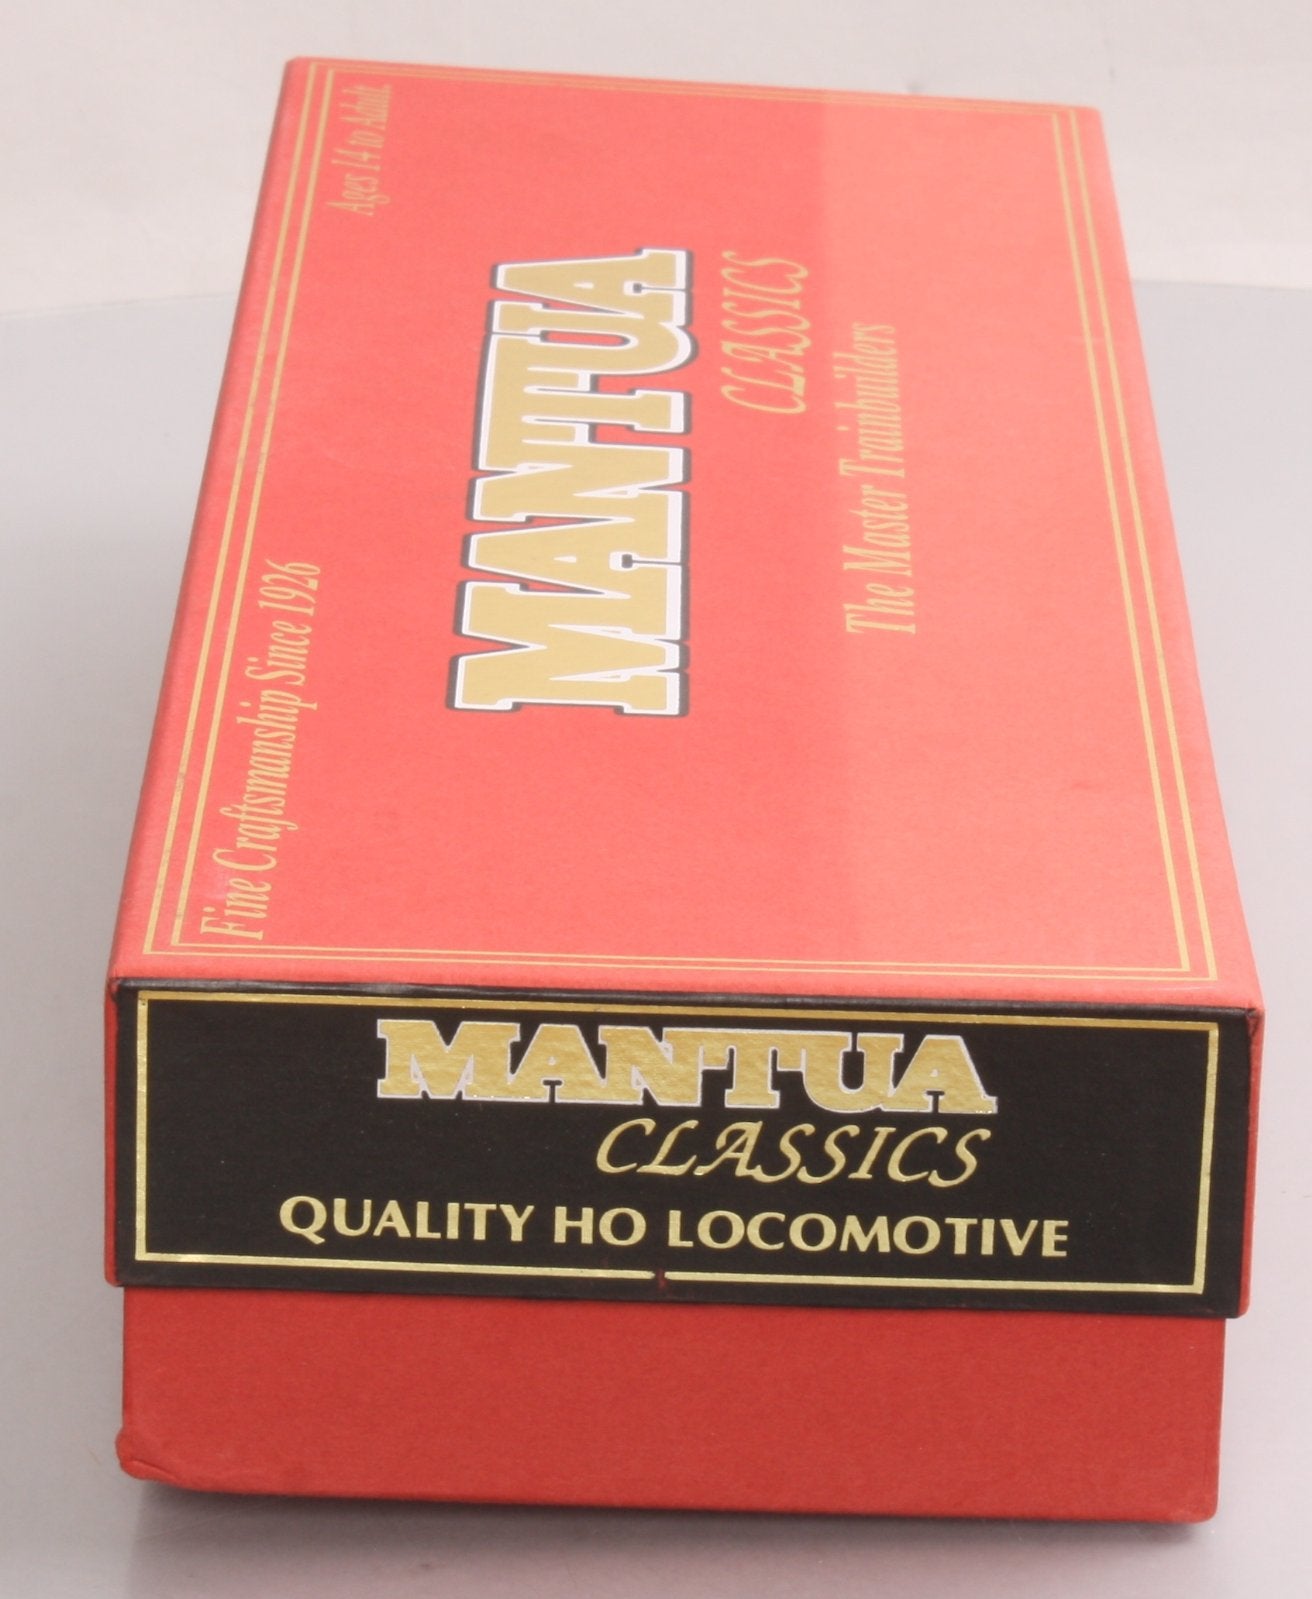 Fine Craftsmanship Since 1926
Ages 14 to Adult
MANTUA
CLASSICS
The Master Trainbuilders
MANTUA
CLASSICS
QUALITY HO LOCOMOTIVE